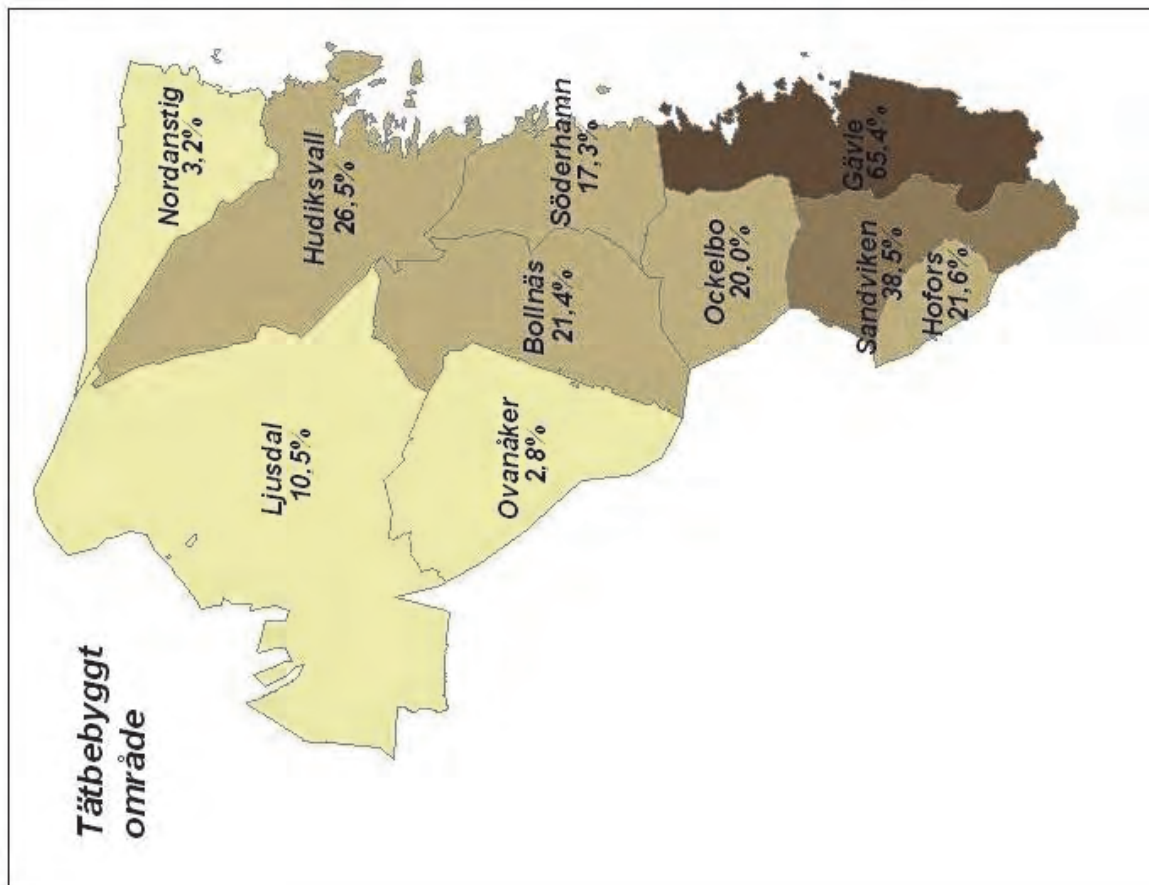 Tätbebyggt
område
Nordanstig
3,2%
Hudiksvall
26,5%
Ljusdal
10,5%
Söderhamn
17,3%
Bollnäs
21,4%
Ovanåker
2,8%
Ockelbo
20,0%
Gävle
65,4%
Sandviken
38,5%
Hofors
21,6%